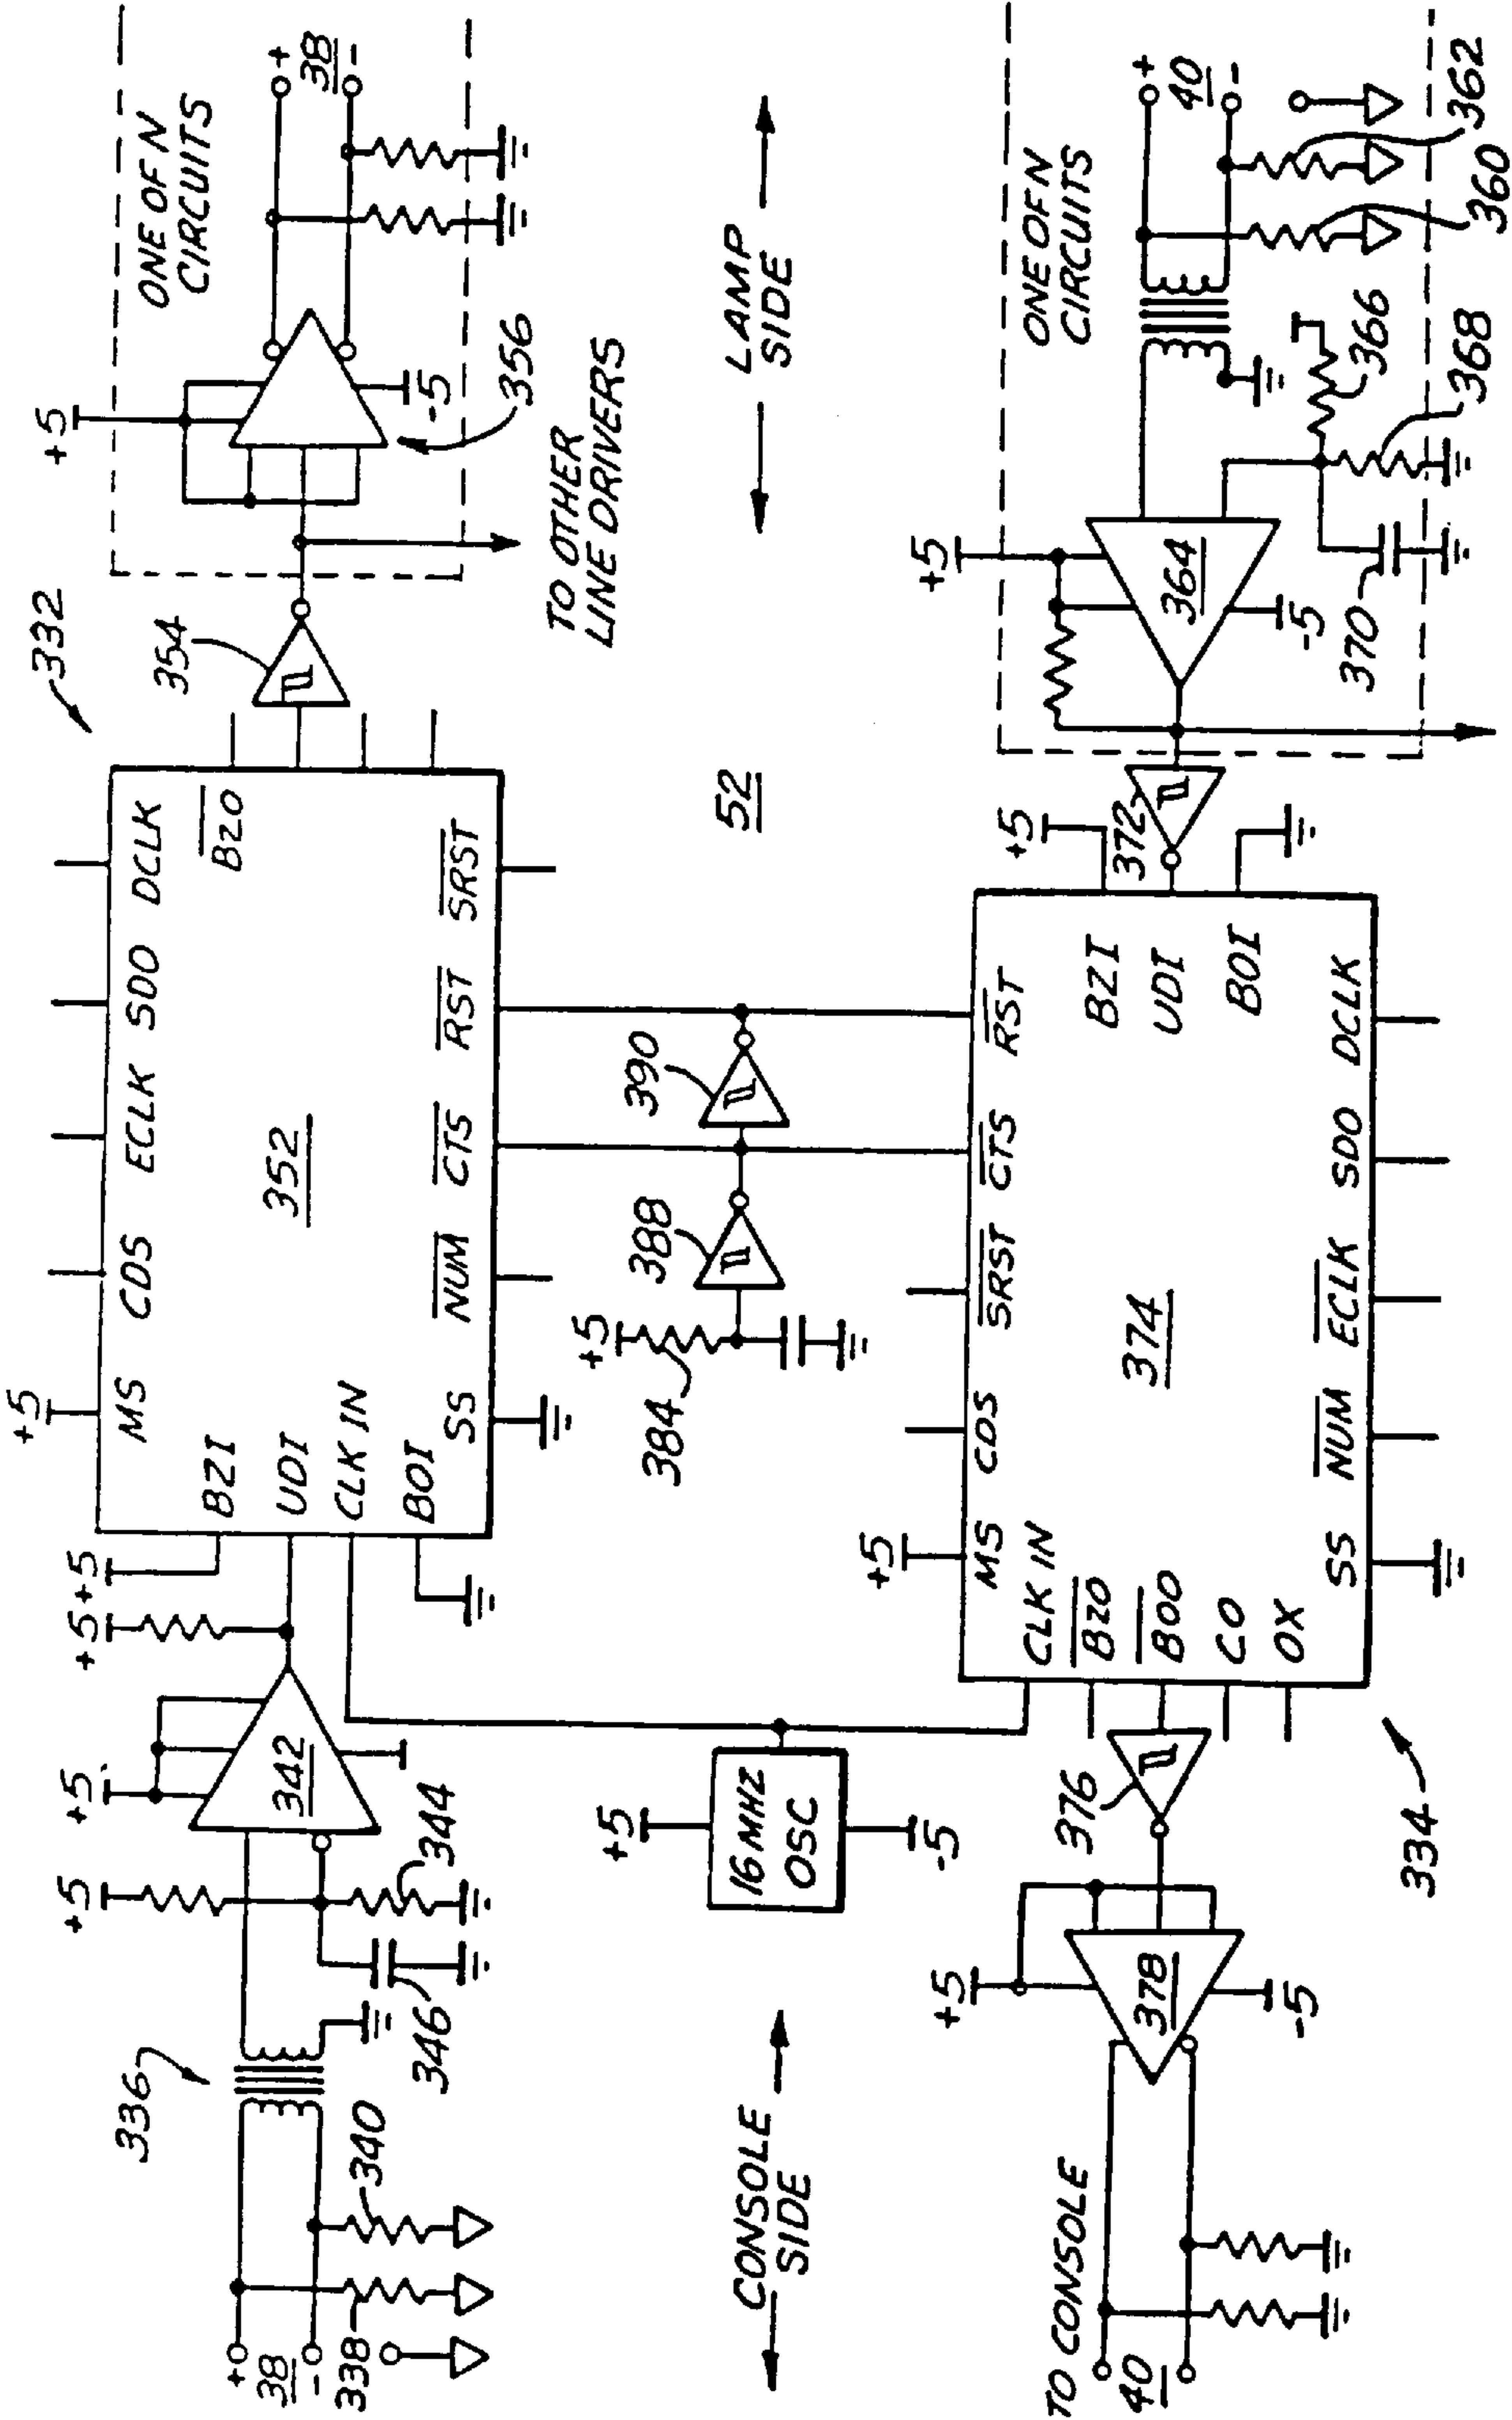 332
+5
ONE OF N
CIRCUITS
+
38
-
-5
356
354
TO OTHER
LINE DRIVERS
336
+
38
-
338
340
346
344
+5
+5
342
+5
+5
+5
MS
CDS
ECLK
SDO
DCLK
BZI
UDI
CLK IN
BOI
SS
NUM
CTS
RST
SRST
BZO
352
CONSOLE
SIDE
+5
16 MHZ
OSC
-5
+5
384
388
390
52
LAMP
SIDE
TO CONSOLE
40
+5
378
-5
376
334
+5
MS
CDS
SRST
CTS
RST
CLK IN
BZO
BOO
CO
OX
SS
NUM
ECLK
SDO
DCLK
BZI
UDI
BOI
374
+5
372
+5
364
-5
370
ONE OF N
CIRCUITS
+
40
-
366
368
360
362